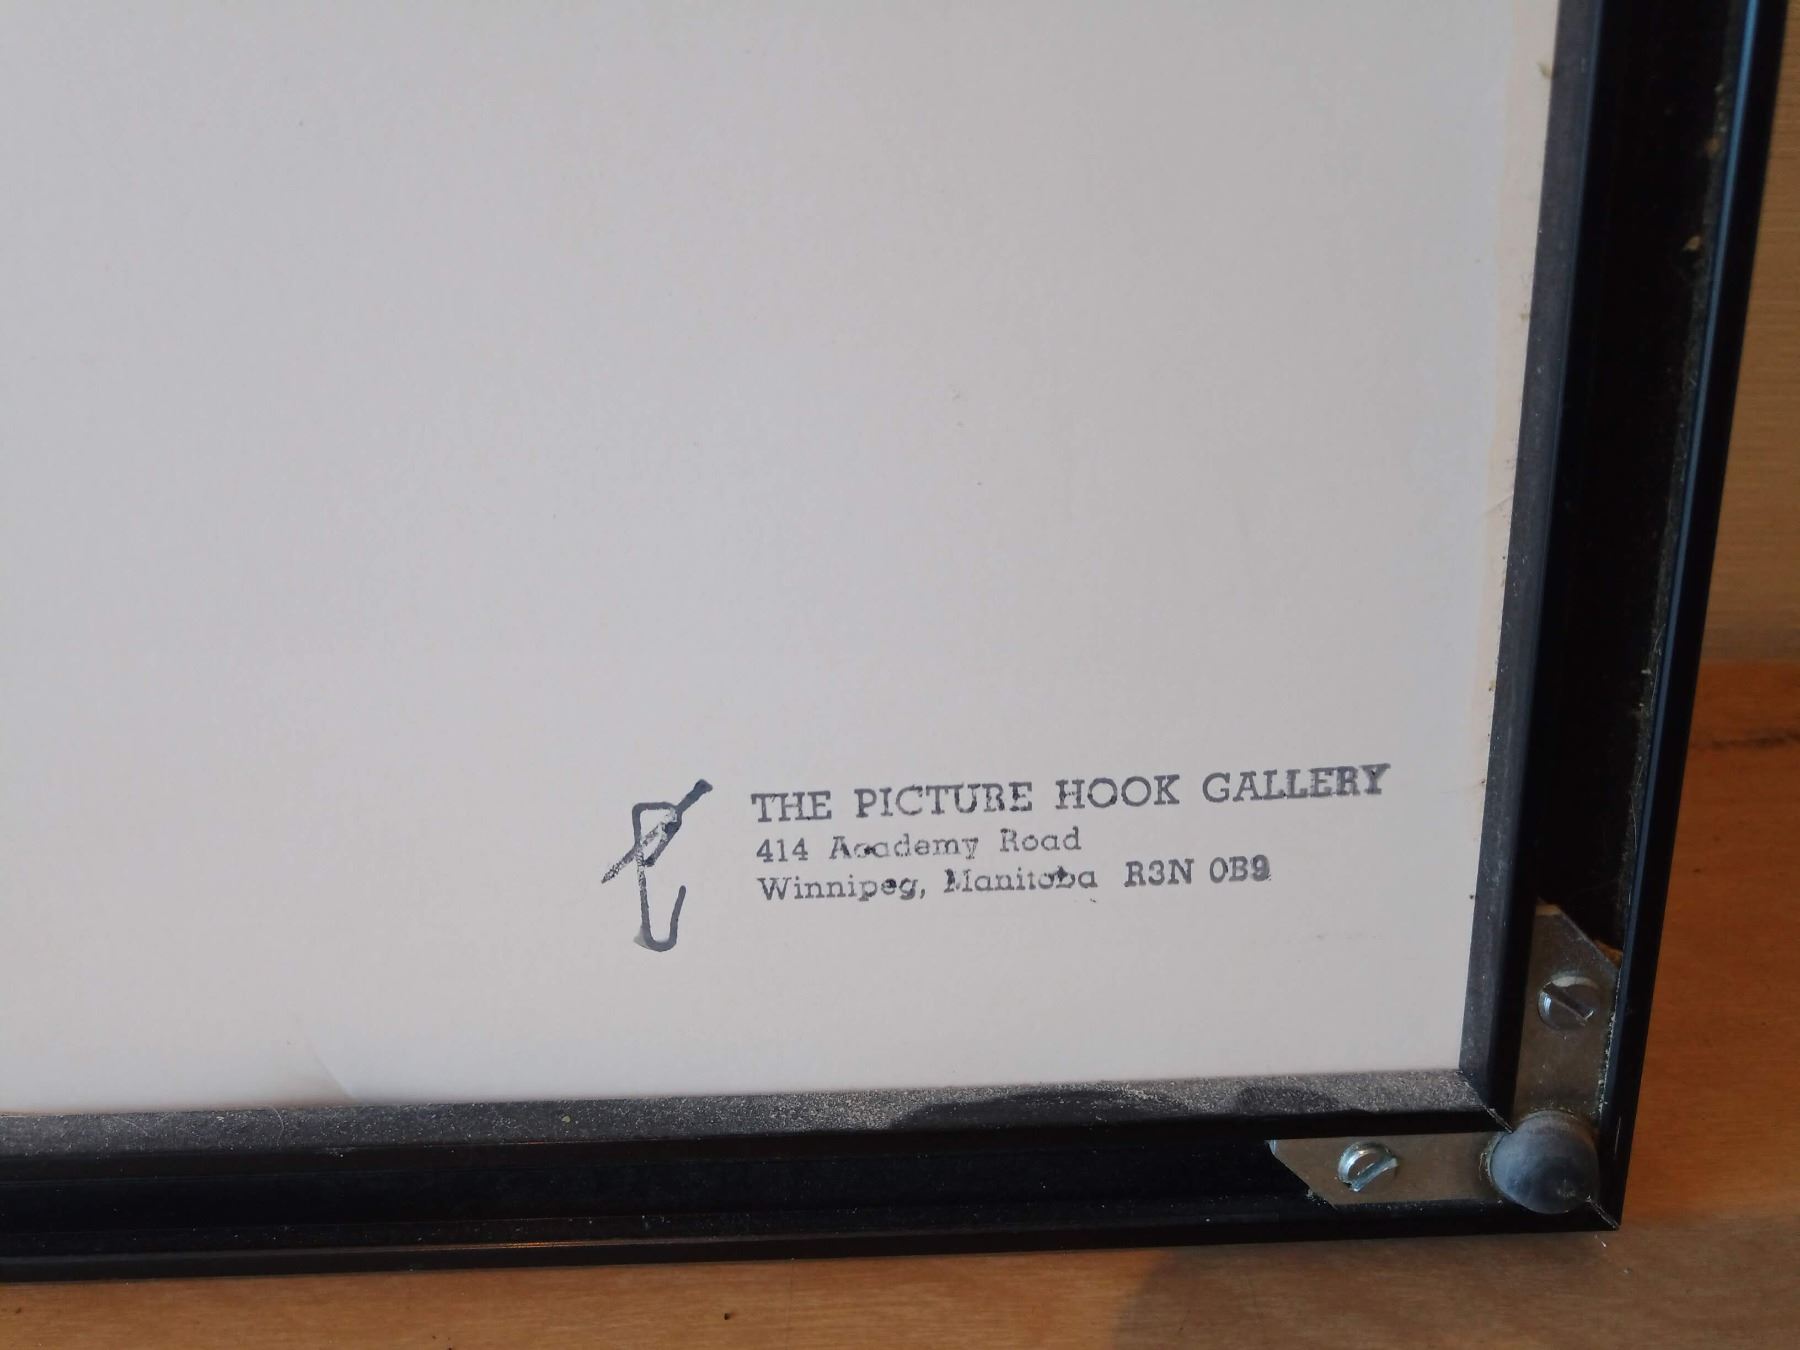 THE PICTURE HOOK GALLERY
414 Academy Road
Winnipeg, Manitoba R3N 0B9